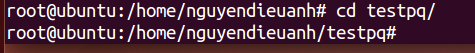 root@ubuntu:/home/nguyendieuanh# cd testpq/
root@ubuntu:/home/nguyendieuanh/testpq#